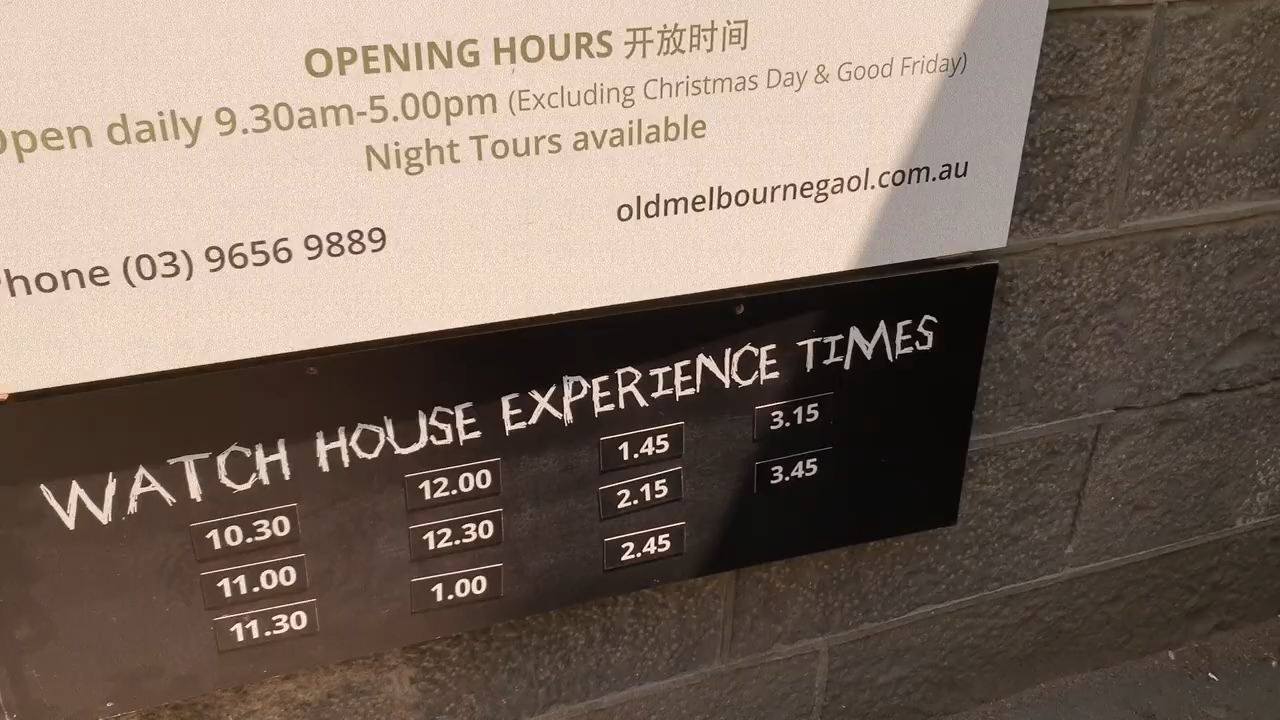 OPENING HOURS 开放时间
Open daily 9.30am-5.00pm (Excluding Christmas Day & Good Friday)
Night Tours available
oldmelbournegaol.com.au
Phone (03) 9656 9889
WATCH HOUSE EXPERIENCE TIMES
10.30
11.00
11.30
12.00
12.30
1.00
1.45
2.15
2.45
3.15
3.45